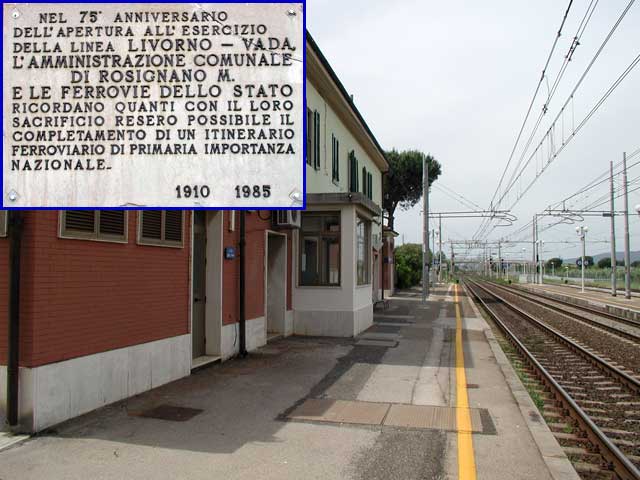 NEL 75° ANNIVERSARIO
DELL'APERTURA ALL'ESERCIZIO
DELLA LINEA LIVORNO – VADA,
L'AMMINISTRAZIONE COMUNALE
DI ROSIGNANO M.
E LE FERROVIE DELLO STATO
RICORDANO QUANTI CON IL LORO
SACRIFICIO RESERO POSSIBILE IL
COMPLETAMENTO DI UN ITINERARIO
FERROVIARIO DI PRIMARIA IMPORTANZA
NAZIONALE_
1910 1985